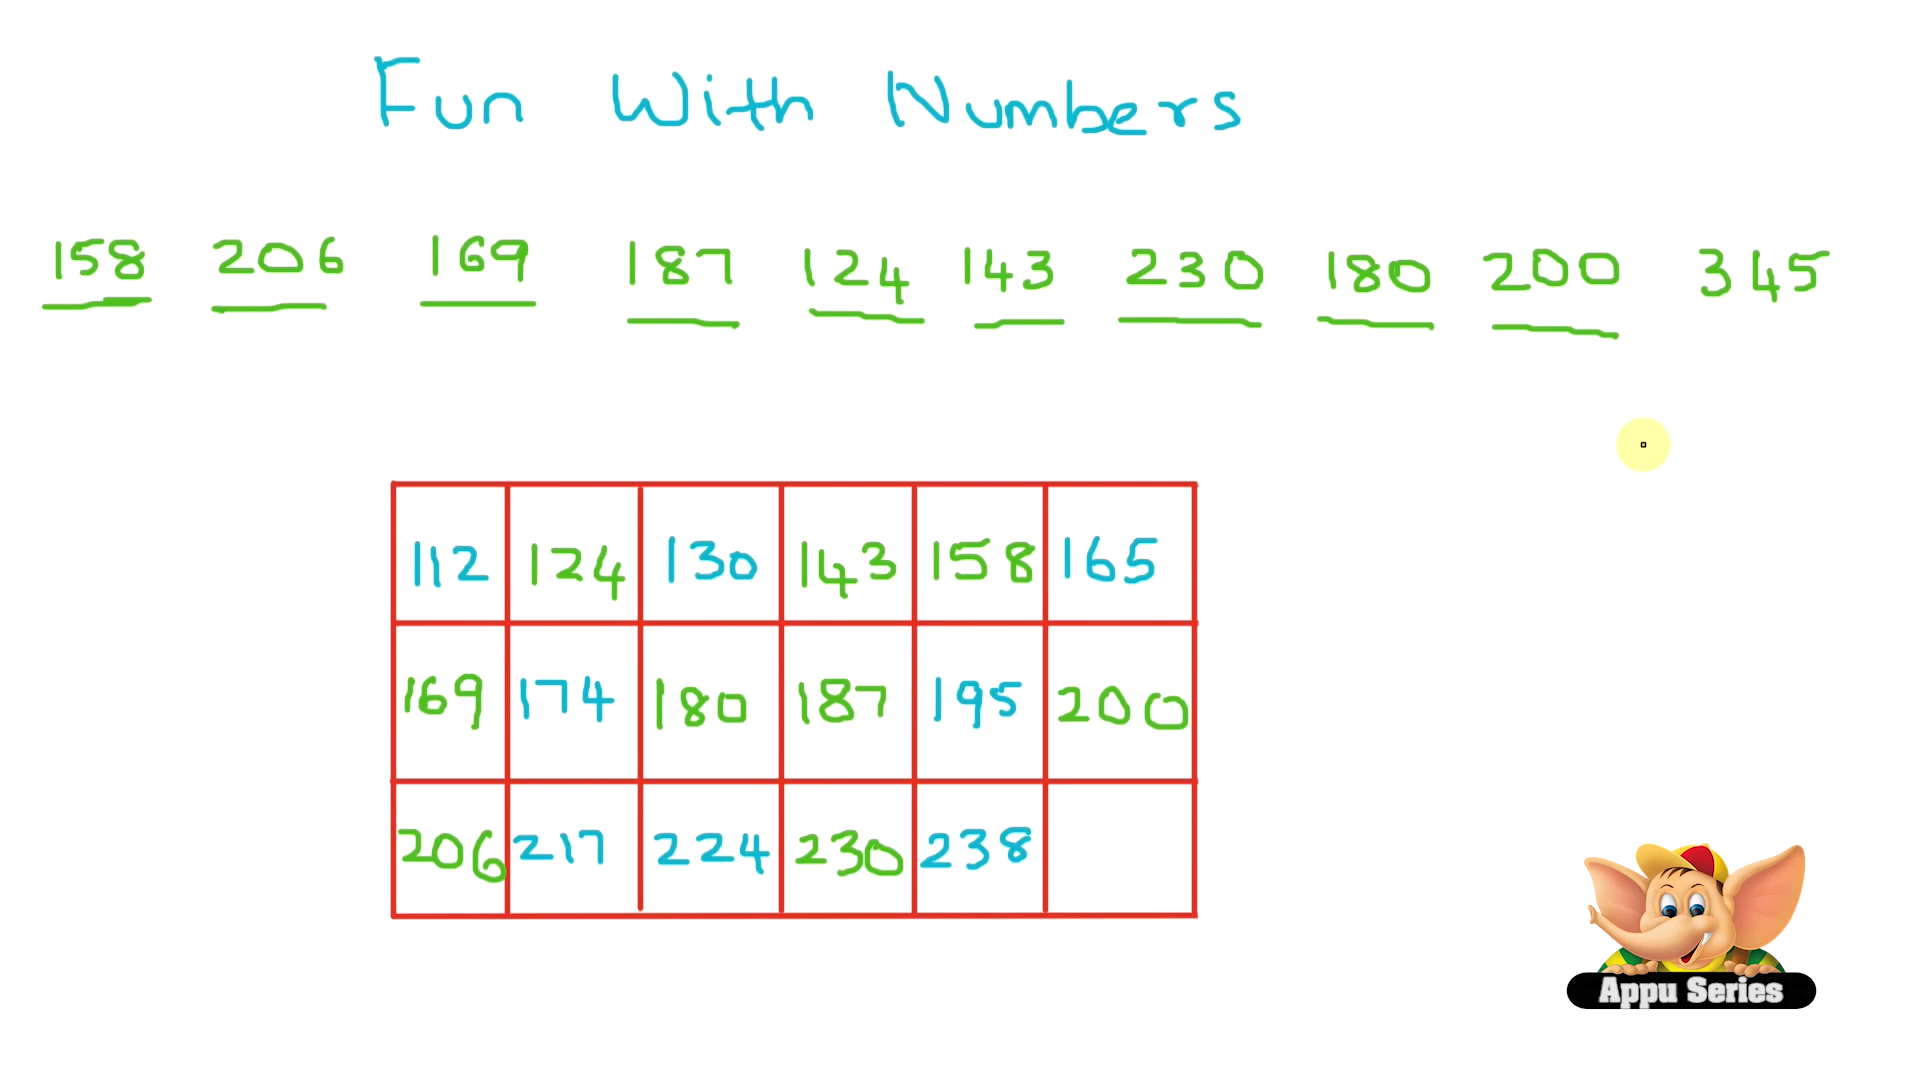 Fun With Numbers
158 206 169 187 124 143 230 180 200 345
112 124 130 143 158 165
169 174 180 187 195 200
206 217 224 230 238
Appu Series